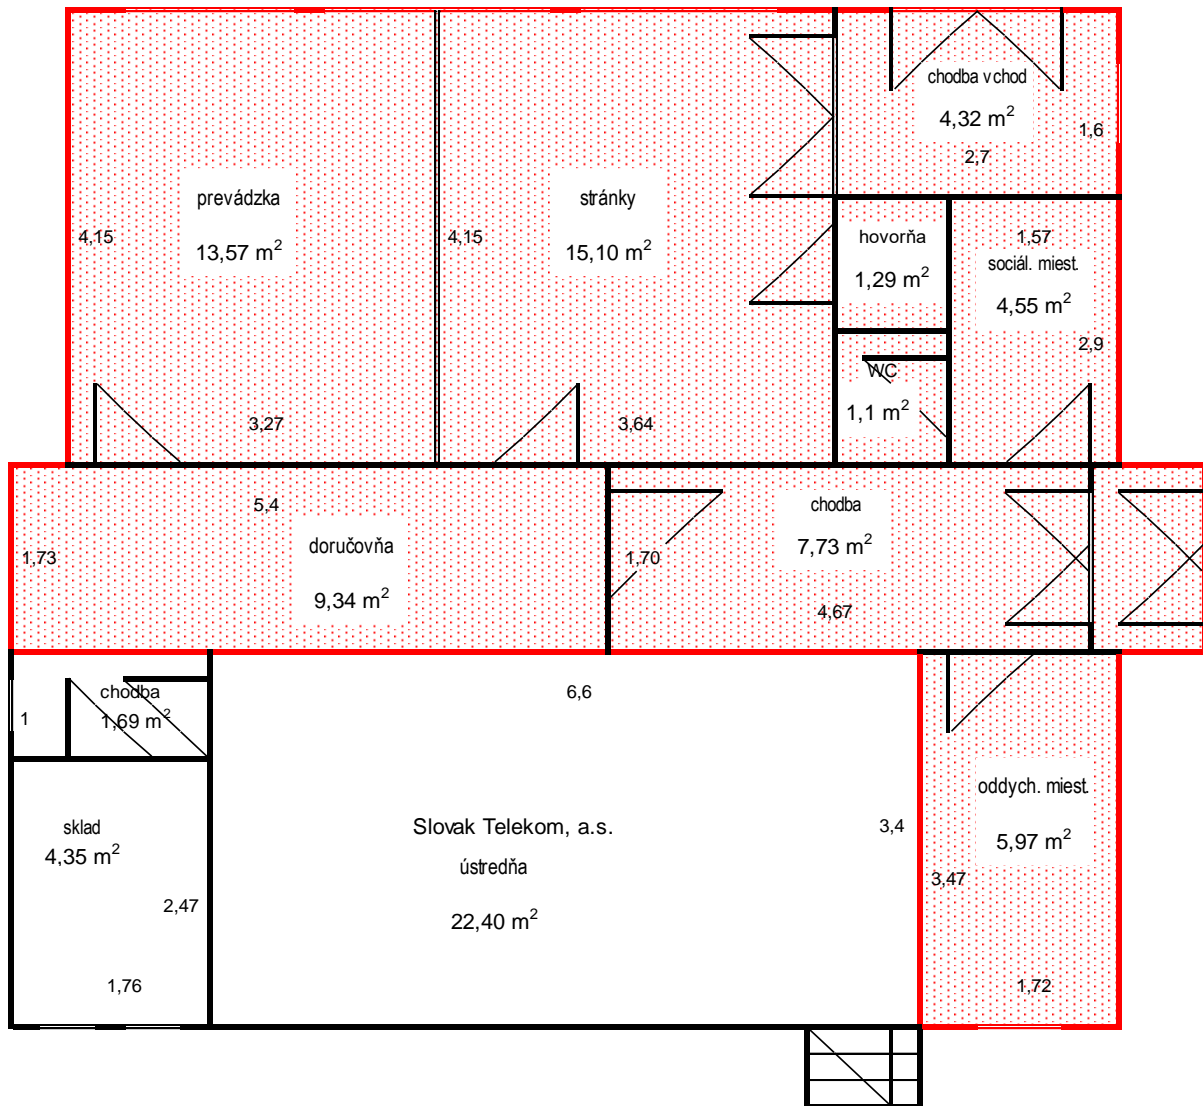 chodba vchod
4,32 m²
1,6
2,7
prevádzka
13,57 m²
4,15
3,27
stránky
15,10 m²
4,15
3,64
hovorňa
1,29 m²
1,57
sociál. miest.
4,55 m²
2,9
WC
1,1 m²
5,4
1,73
doručovňa
9,34 m²
chodba
7,73 m²
1,70
4,67
chodba
1,69 m²
1
6,6
sklad
4,35 m²
2,47
1,76
Slovak Telekom, a.s.
ústredňa
22,40 m²
3,4
oddych. miest.
5,97 m²
3,47
1,72